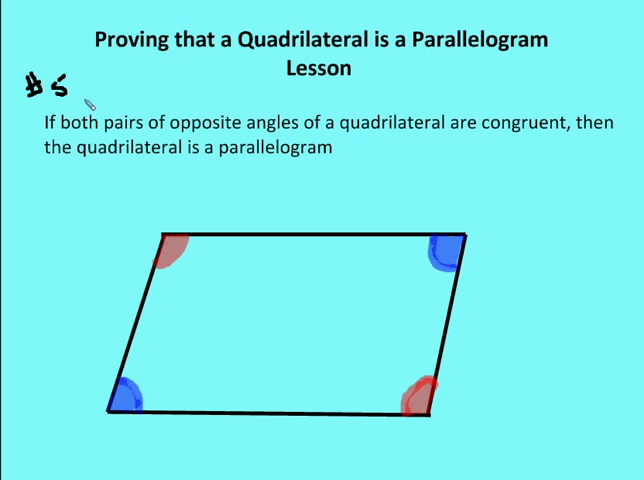 Proving that a Quadrilateral is a Parallelogram
Lesson
#5
If both pairs of opposite angles of a quadrilateral are congruent, then
the quadrilateral is a parallelogram